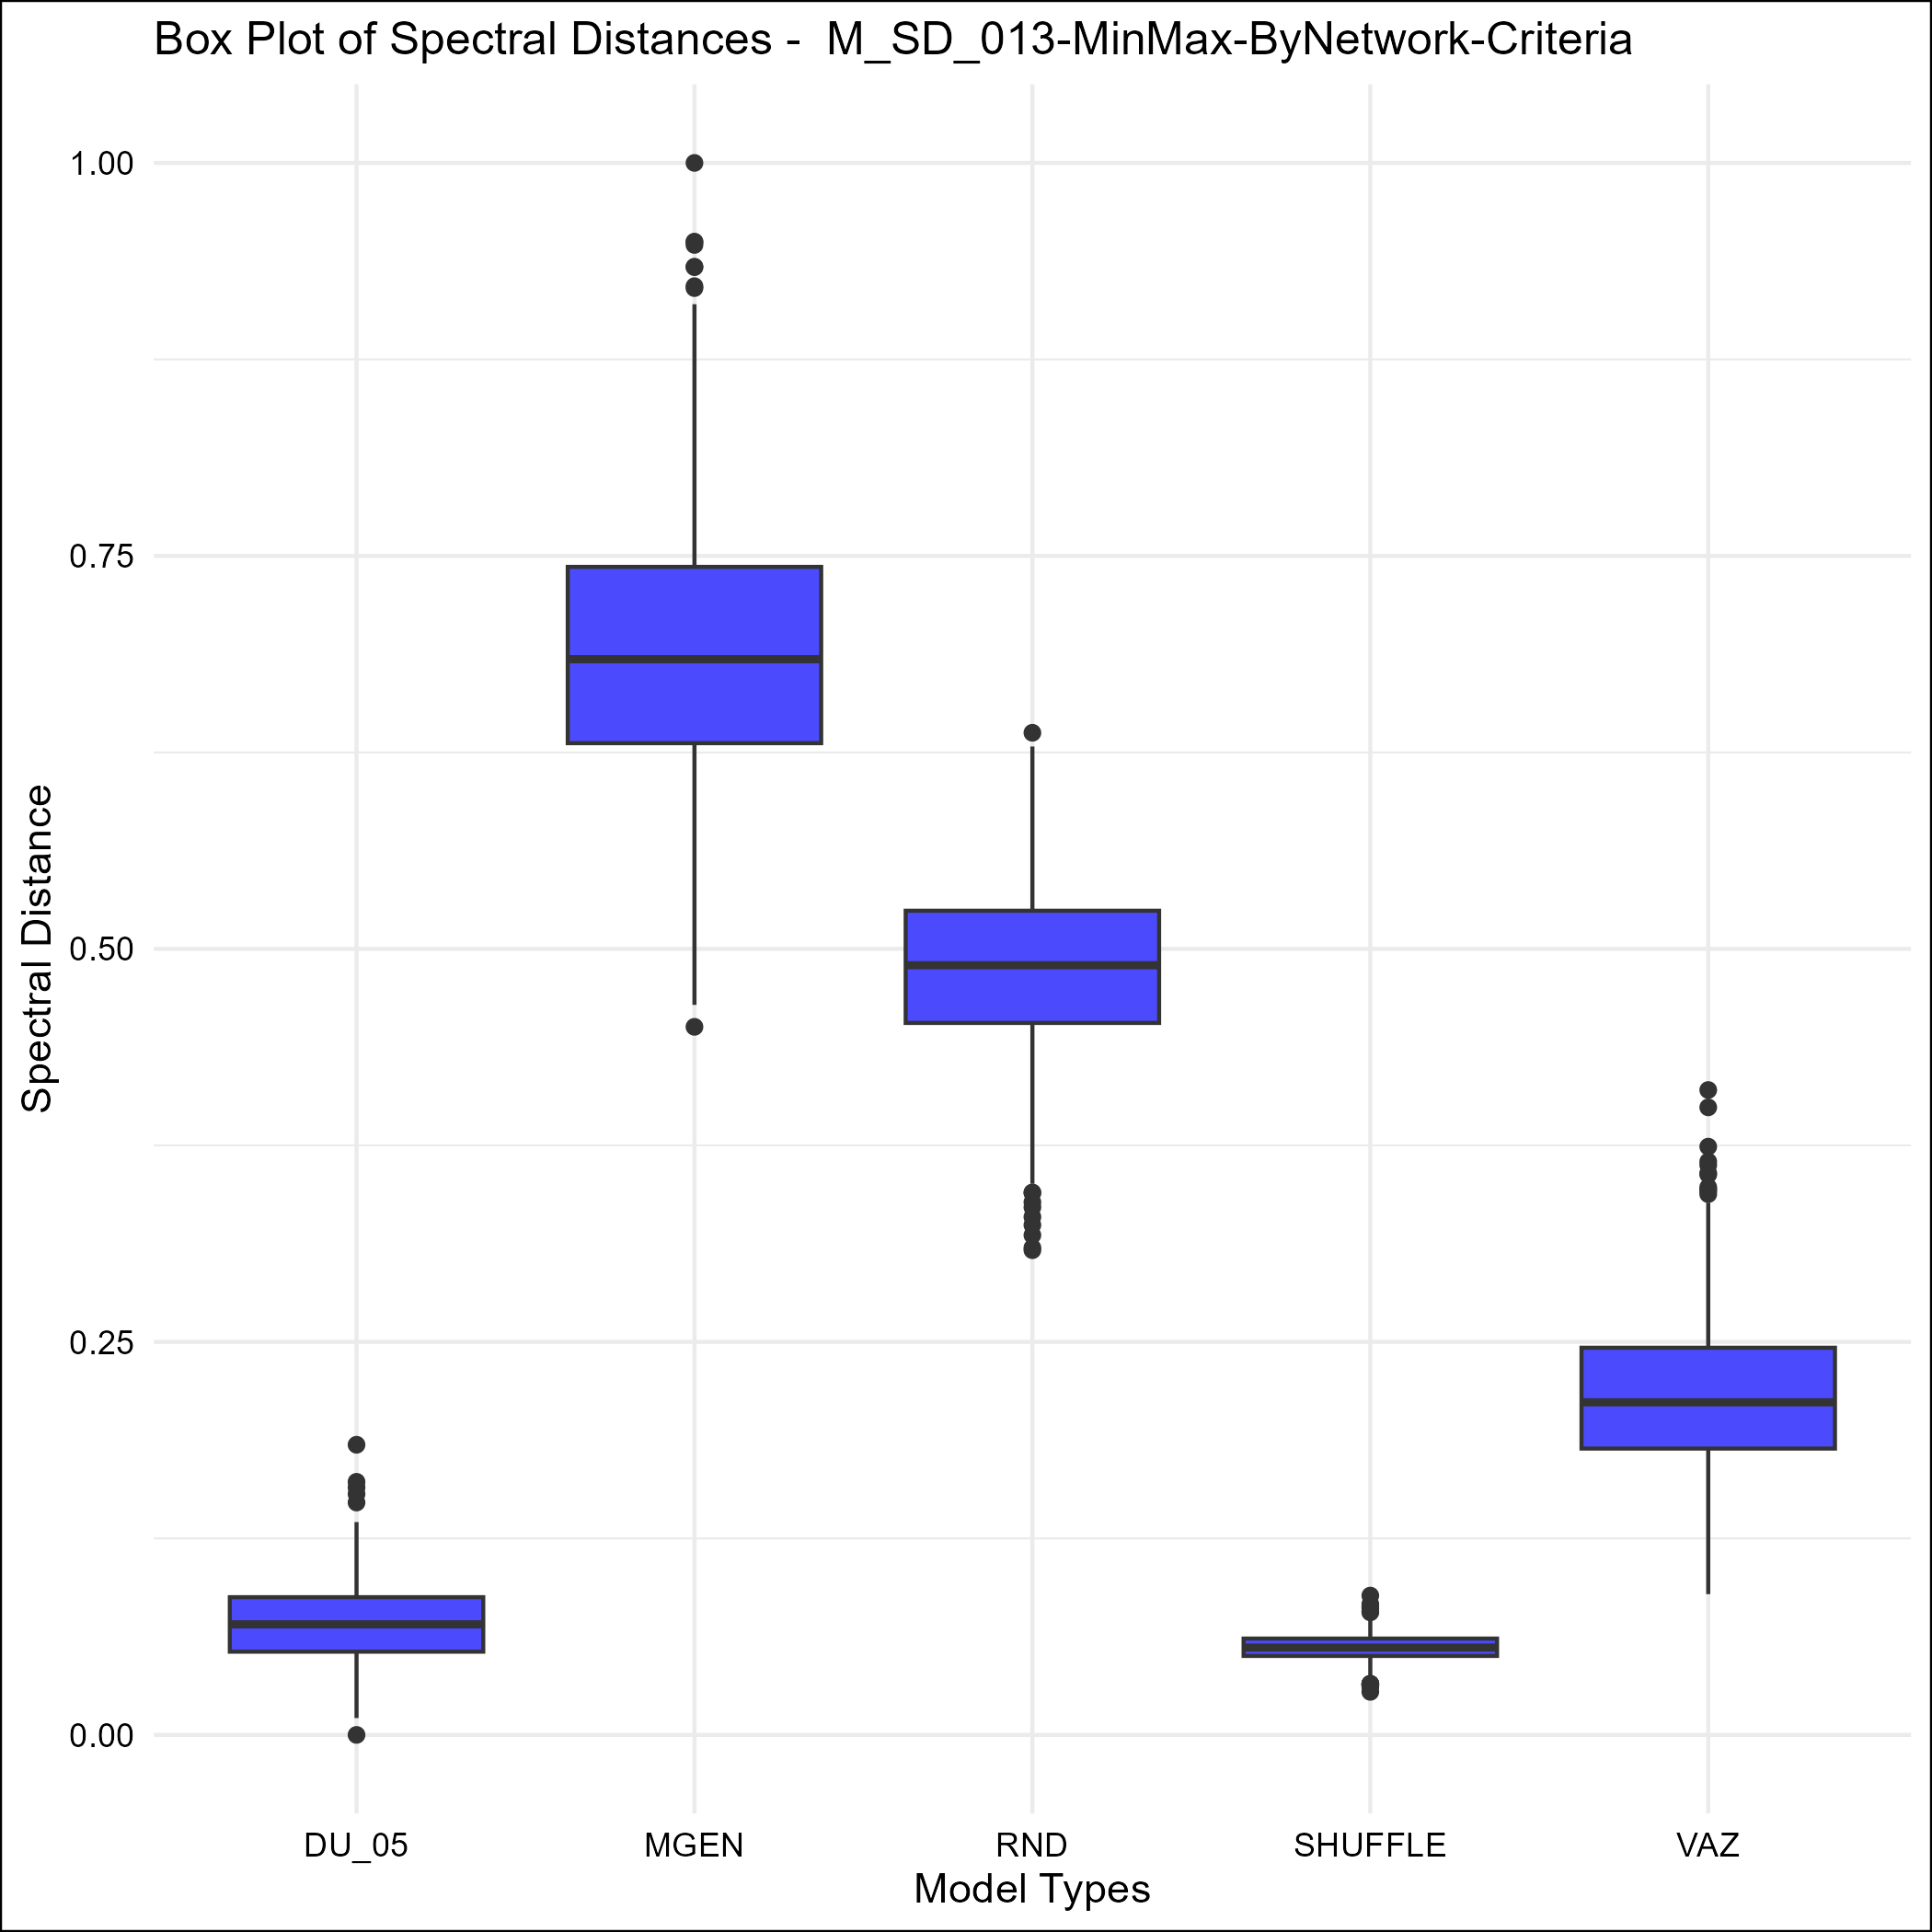 Box Plot of Spectral Distances -  M_SD_013-MinMax-ByNetwork-Criteria
Spectral Distance
1.00
0.75
0.50
0.25
0.00
DU_05 MGEN RND SHUFFLE VAZ
Model Types